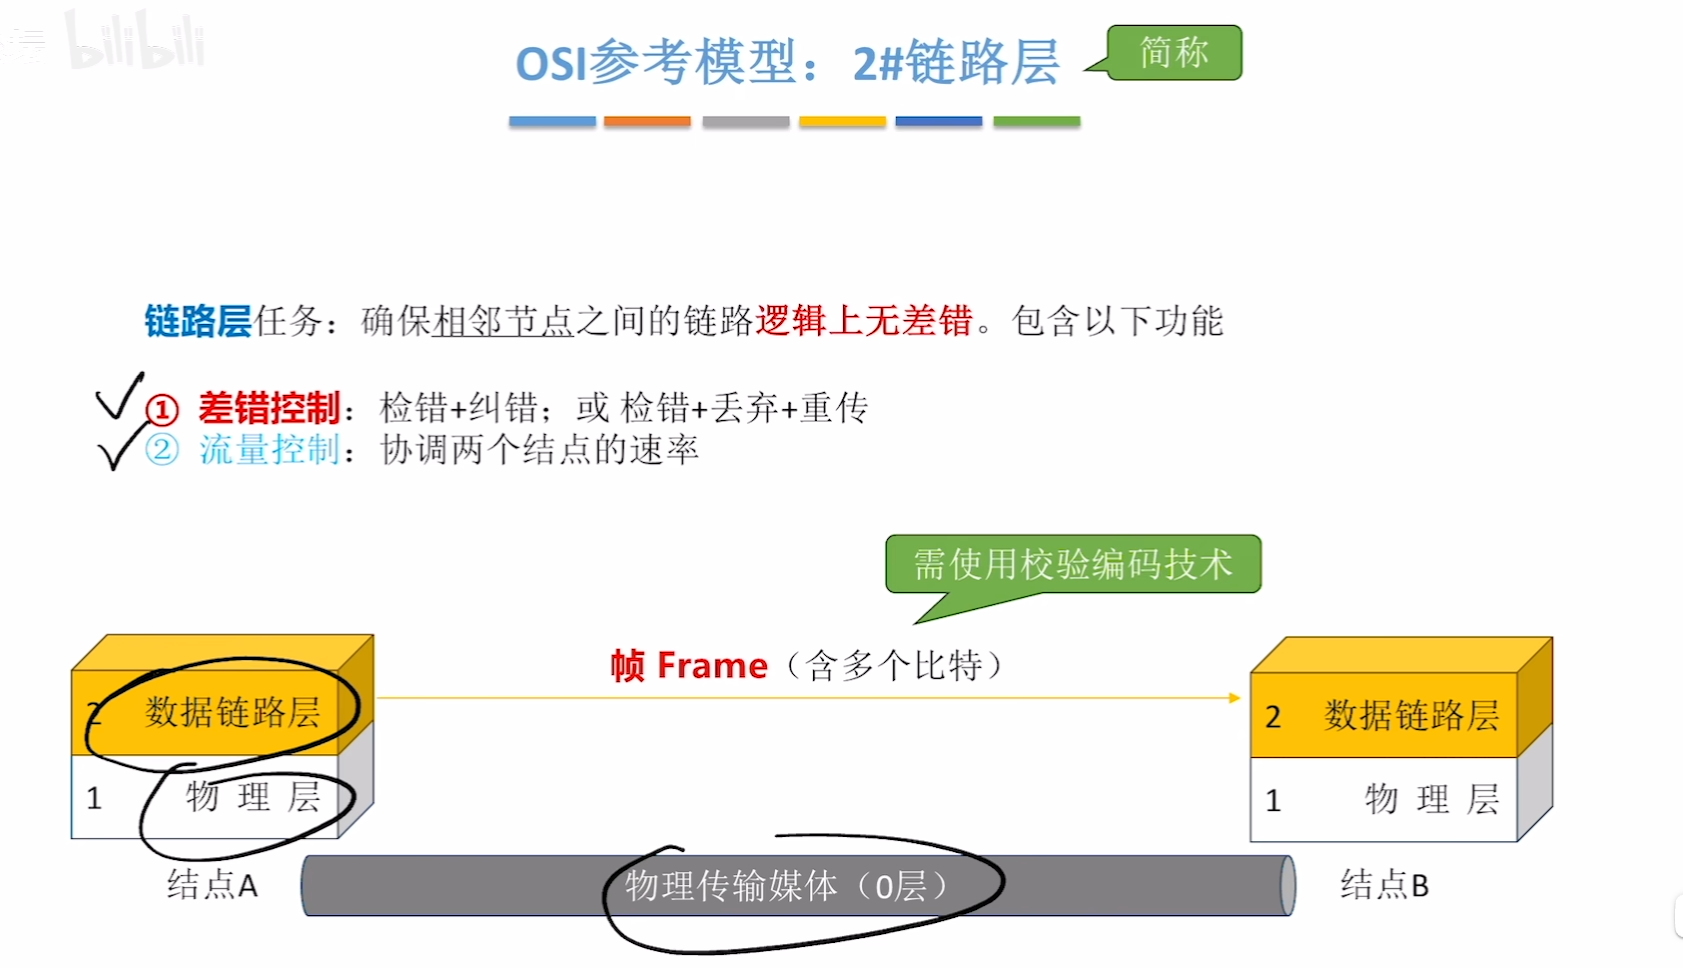 bilibili
OSI参考模型：2#链路层
简称
链路层任务：确保相邻节点之间的链路逻辑上无差错。包含以下功能
① 差错控制：检错+纠错；或 检错+丢弃+重传
② 流量控制：协调两个结点的速率
需使用校验编码技术
帧 Frame（含多个比特）
2 数据链路层
1 物 理 层
2 数据链路层
1 物 理 层
结点A
物理传输媒体（0层）
结点B